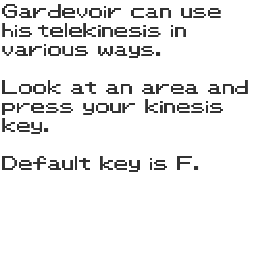 Gardevoir can use
his telekinesis in
various ways.
Look at an area and
press your kinesis
key.
Default key is F.